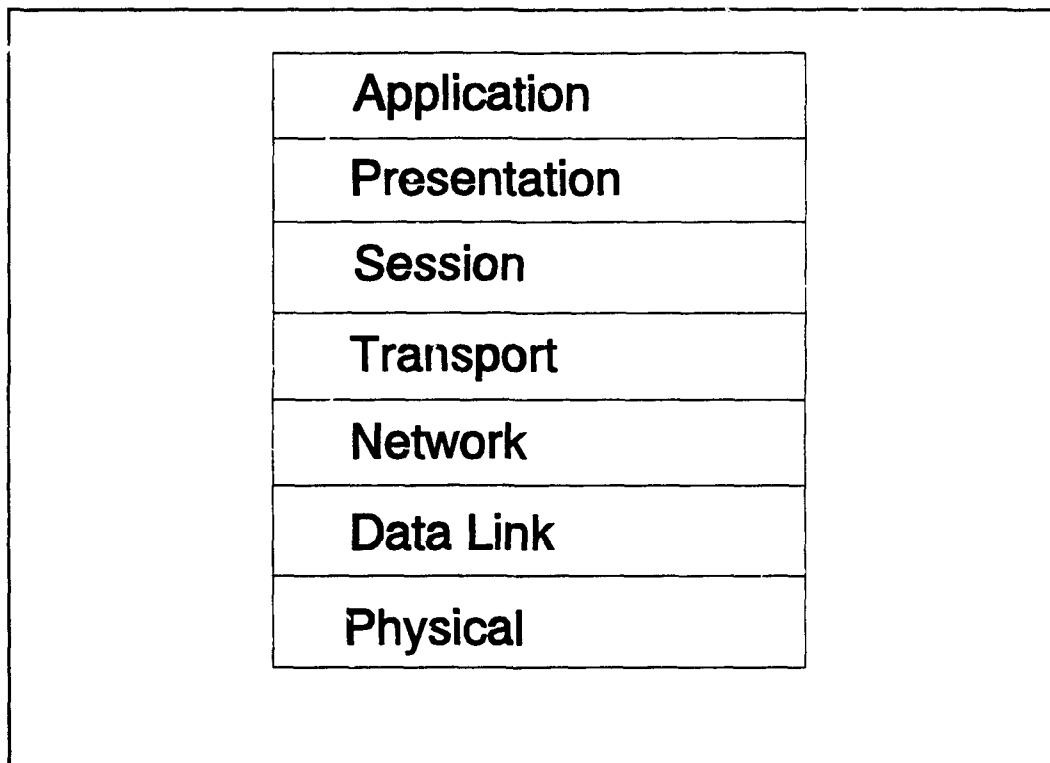 Application
Presentation
Session
Transport
Network
Data Link
Physical